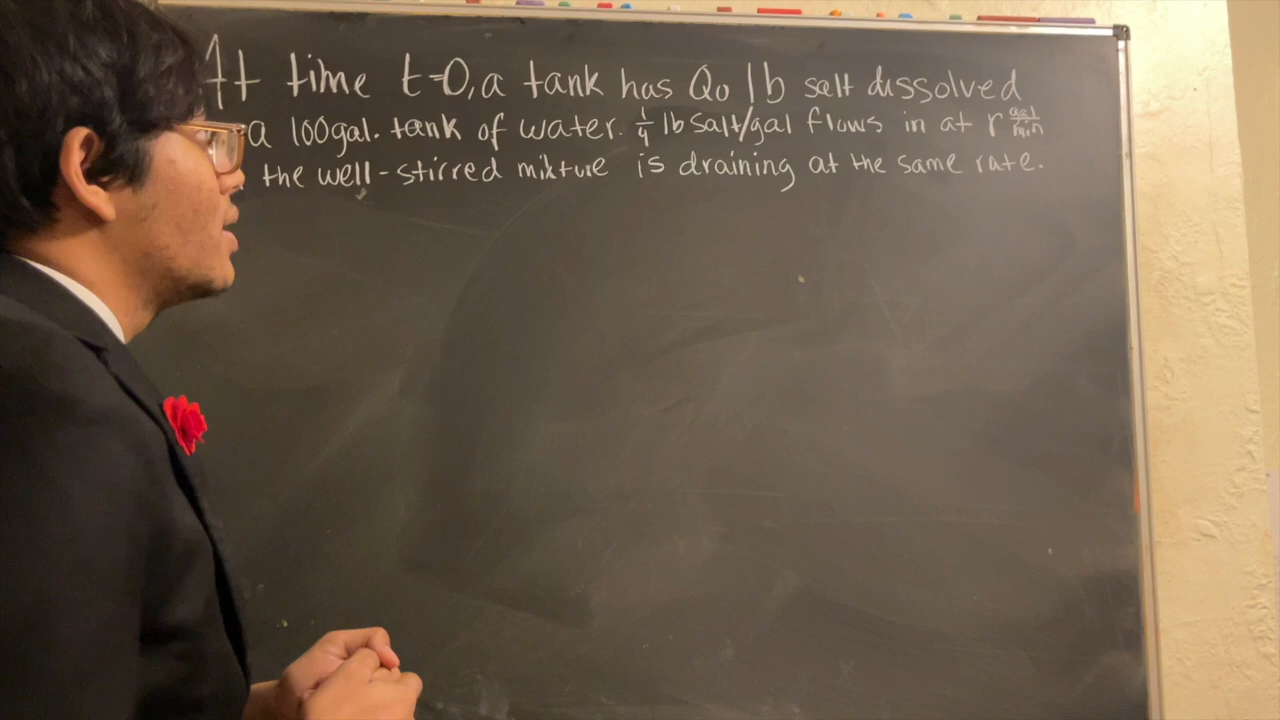 At time t=0, a tank has Q₀ lb salt dissolved
a 100gal. tank of water. 1/4 lb salt/gal flows in at r gal/min
the well-stirred mixture is draining at the same rate.